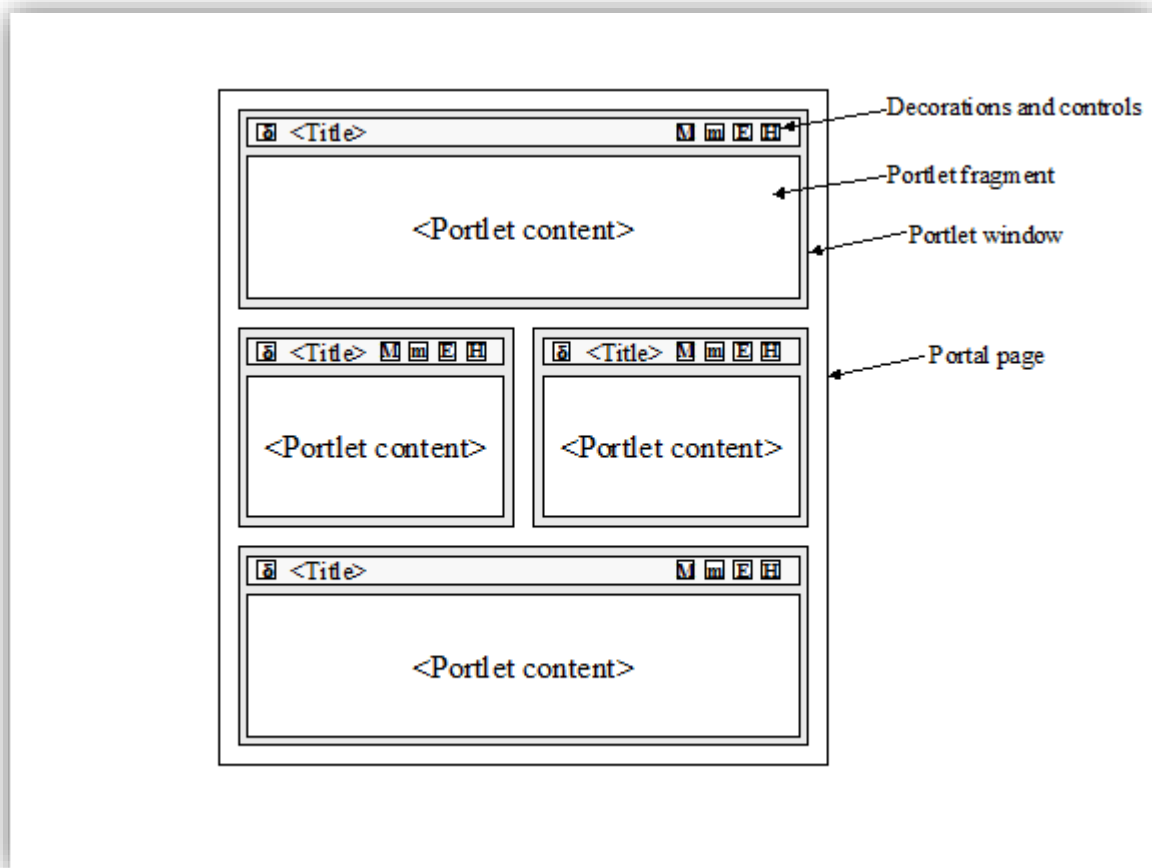 δ <Title> M m E H
Decorations and controls
Portlet fragment
<Portlet content>
Portlet window
δ <Title> M m E H
δ <Title> M m E H
Portal page
<Portlet content>
<Portlet content>
δ <Title> M m E H
<Portlet content>